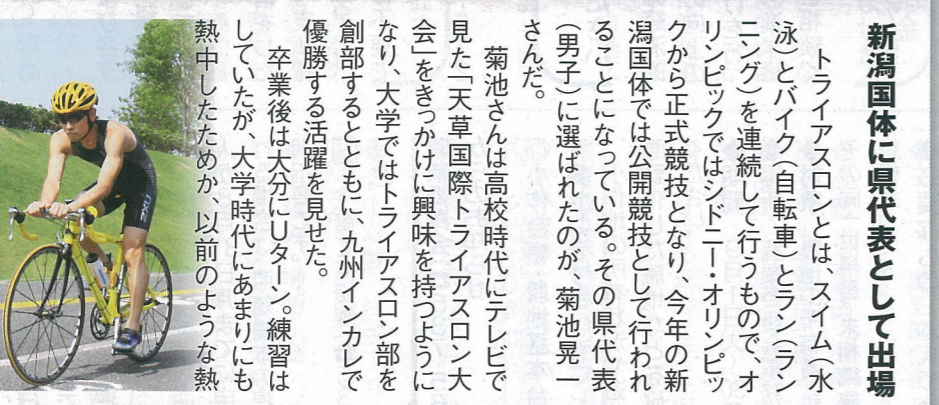 新潟国体に県代表として出場
　トライアスロンとは、スイム（水
泳）とバイク（自転車）とラン（ラン
ニング）を連続して行うもので、オ
リンピックではシドニー・オリンピッ
クから正式競技となり、今年の新
潟国体では公開競技として行われ
ることになっている。その県代表
（男子）に選ばれたのが、菊池晃一
さんだ。
　菊池さんは高校時代にテレビで
見た「天草国際トライアスロン大
会」をきっかけに興味を持つように
なり、大学ではトライアスロン部を
創部するとともに、九州インカレで
優勝する活躍を見せた。
　卒業後は大分にUターン。練習は
していたが、大学時代にあまりにも
熱中したためか、以前のような熱